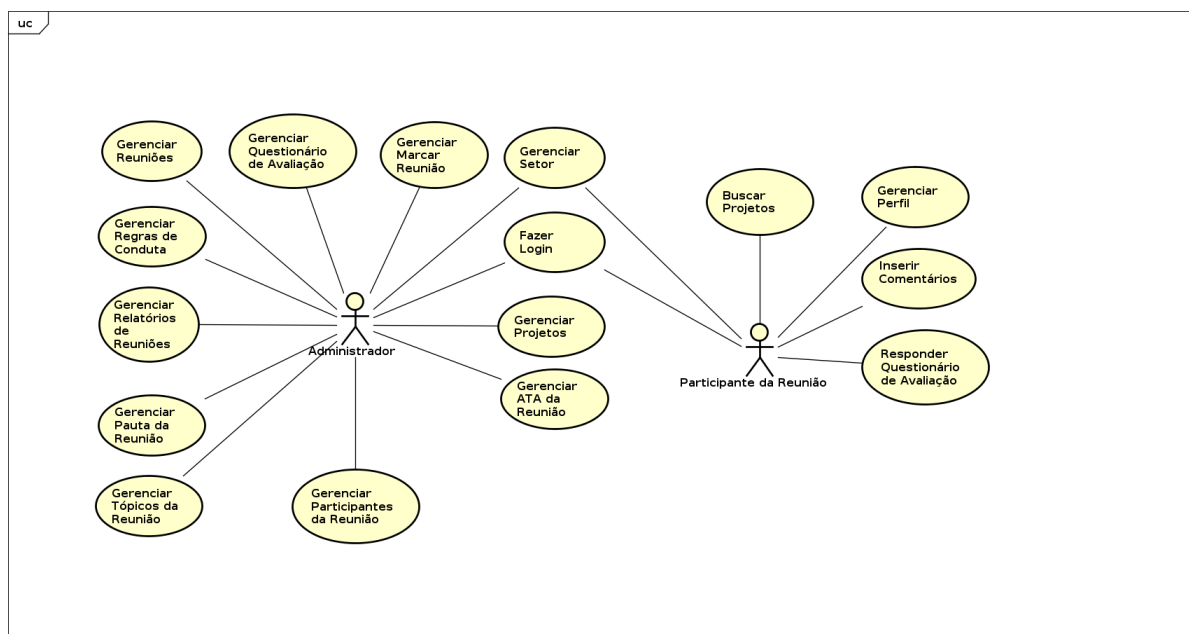 uc
Gerenciar
Reuniões
Gerenciar
Questionário
de Avaliação
Gerenciar
Marcar
Reunião
Gerenciar
Setor
Buscar
Projetos
Gerenciar
Perfil
Gerenciar
Regras de
Conduta
Fazer
Login
Inserir
Comentários
Gerenciar
Relatórios
de
Reuniões
Administrador
Gerenciar
Projetos
Participante da Reunião
Responder
Questionário
de Avaliação
Gerenciar
ATA da
Reunião
Gerenciar
Pauta da
Reunião
Gerenciar
Tópicos da
Reunião
Gerenciar
Participantes
da Reunião